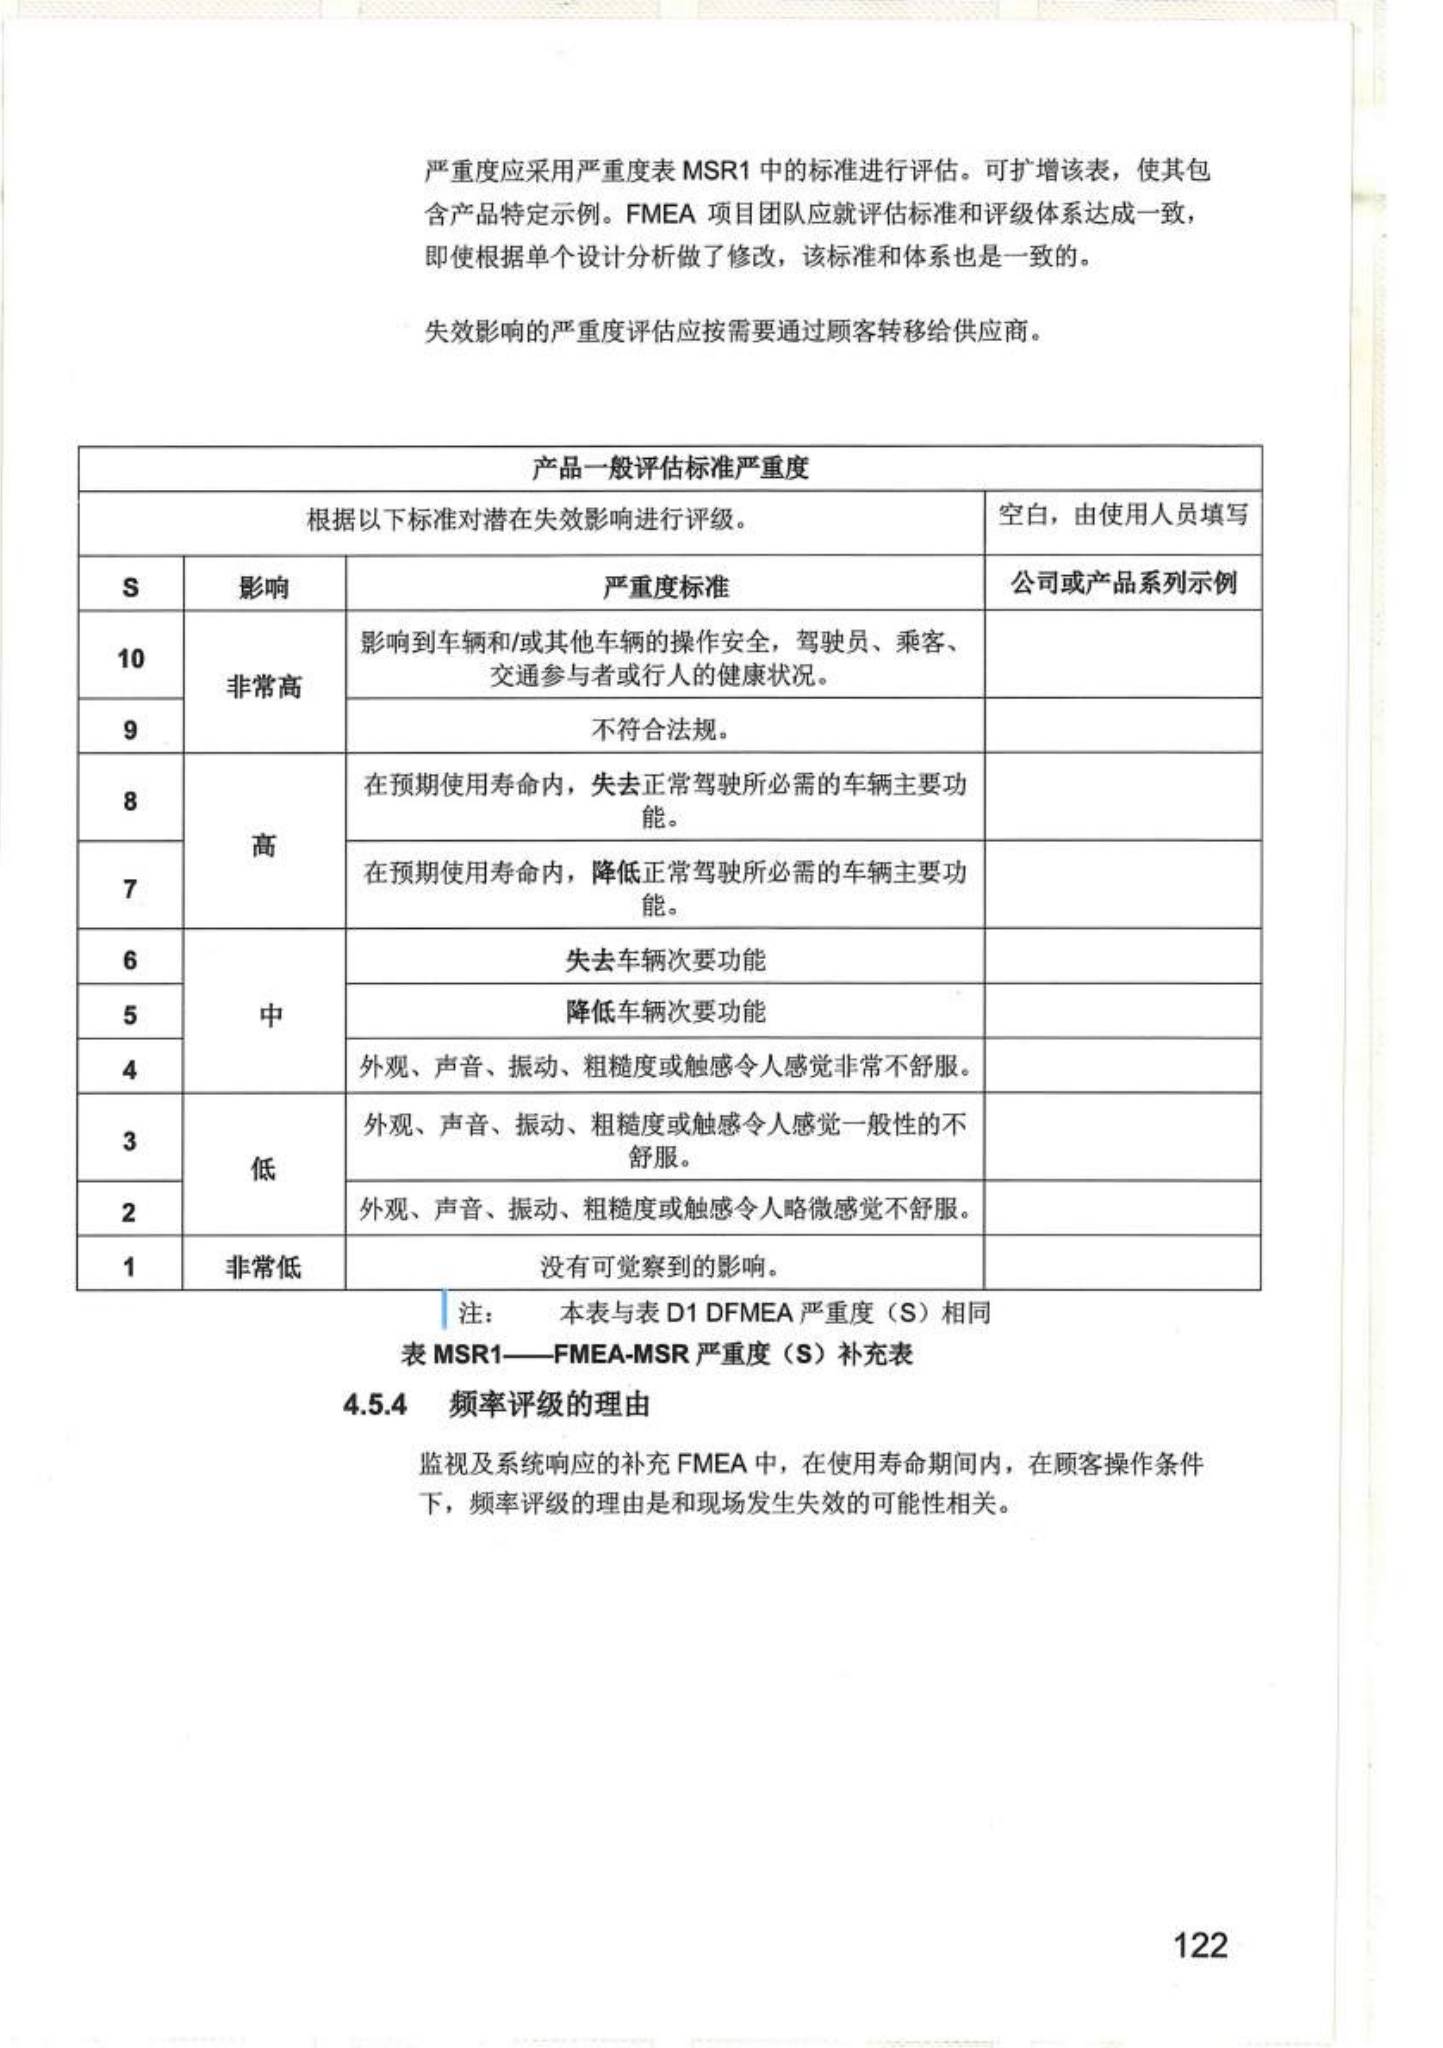 严重度应采用严重度表 MSR1 中的标准进行评估。可扩增该表，使其包
含产品特定示例。FMEA 项目团队应就评估标准和评级体系达成一致，
即使根据单个设计分析做了修改，该标准和体系也是一致的。
失效影响的严重度评估应按需要通过顾客转移给供应商。
产品一般评估标准严重度
根据以下标准对潜在失效影响进行评级。
空白，由使用人员填写
S
影响
严重度标准
公司或产品系列示例
10
非常高
影响到车辆和/或其他车辆的操作安全，驾驶员、乘客、
交通参与者或行人的健康状况。
9
不符合法规。
8
高
在预期使用寿命内，失去正常驾驶所必需的车辆主要功
能。
7
在预期使用寿命内，降低正常驾驶所必需的车辆主要功
能。
6
中
失去车辆次要功能
5
降低车辆次要功能
4
外观、声音、振动、粗糙度或触感令人感觉非常不舒服。
3
低
外观、声音、振动、粗糙度或触感令人感觉一般性的不
舒服。
2
外观、声音、振动、粗糙度或触感令人略微感觉不舒服。
1
非常低
没有可觉察到的影响。
注： 本表与表 D1 DFMEA 严重度（S）相同
表 MSR1——FMEA-MSR 严重度（S）补充表
4.5.4 频率评级的理由
监视及系统响应的补充 FMEA 中，在使用寿命期间内，在顾客操作条件
下，频率评级的理由是和现场发生失效的可能性相关。
122